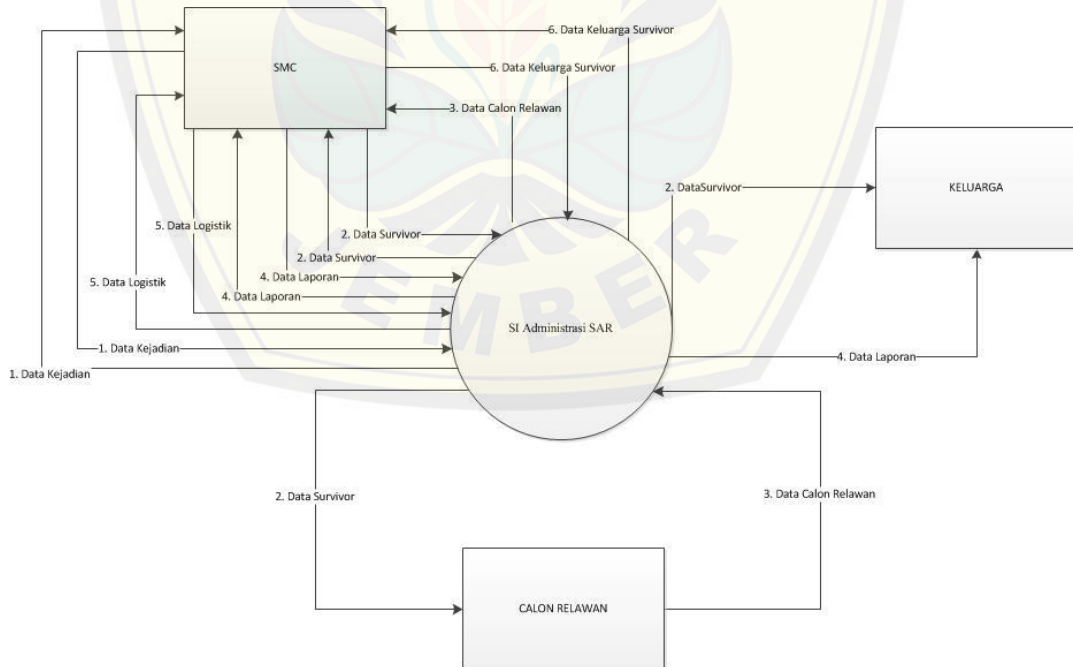 6. Data Keluarga Survivor
SMC
6. Data Keluarga Survivor
3. Data Calon Relawan
2. DataSurvivor
KELUARGA
5. Data Logistik
2. Data Survivor
2. Data Survivor
4. Data Laporan
5. Data Logistik
4. Data Laporan
SI Administrasi SAR
1. Data Kejadian
4. Data Laporan
1. Data Kejadian
2. Data Survivor
3. Data Calon Relawan
CALON RELAWAN
EMBER